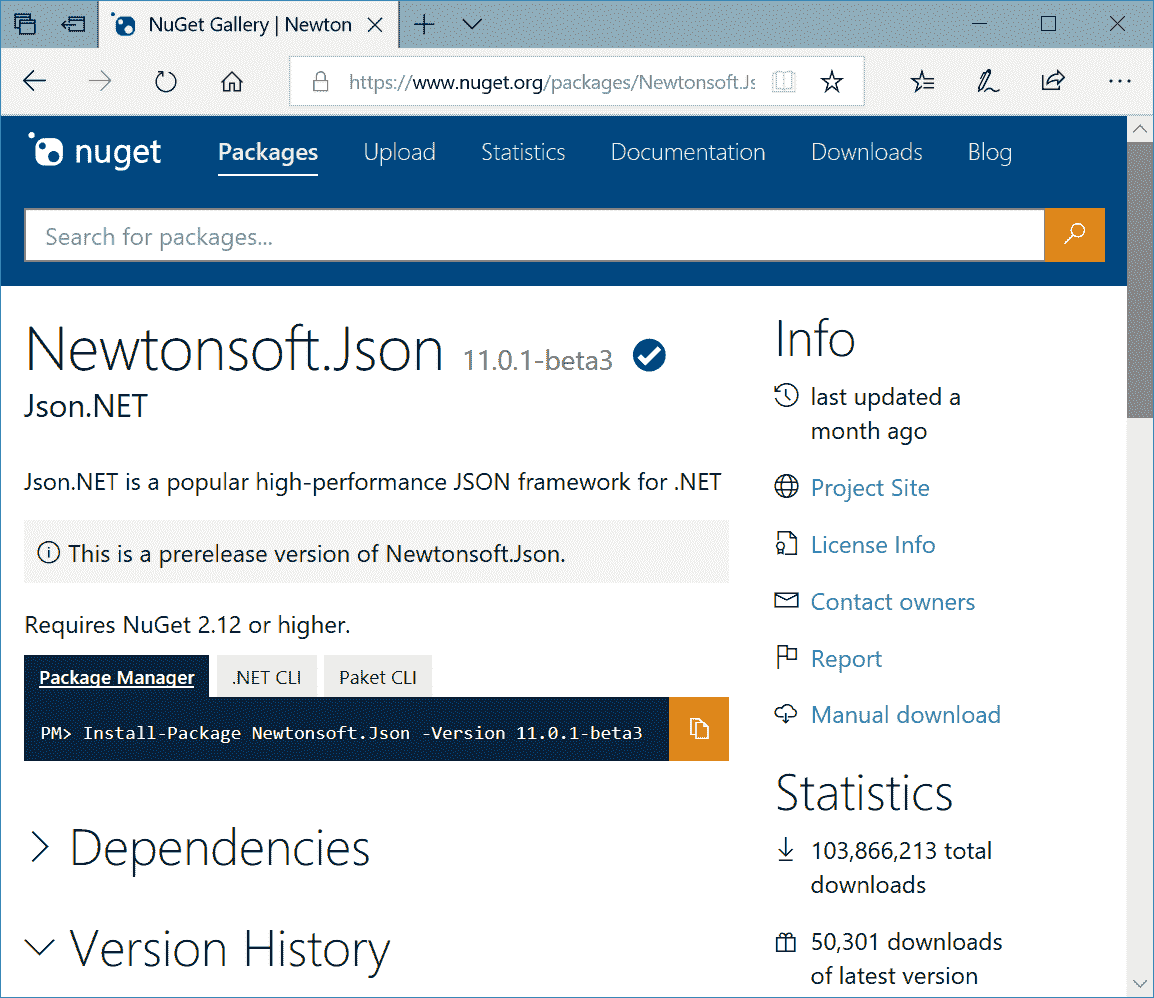 NuGet Gallery | Newton
https://www.nuget.org/packages/Newtonsoft.Js
nuget
Packages
Upload
Statistics
Documentation
Downloads
Blog
Search for packages...
Newtonsoft.Json 11.0.1-beta3
Json.NET
Json.NET is a popular high-performance JSON framework for .NET
This is a prerelease version of Newtonsoft.Json.
Requires NuGet 2.12 or higher.
Package Manager
.NET CLI
Paket CLI
PM> Install-Package Newtonsoft.Json -Version 11.0.1-beta3
Dependencies
Version History
Info
last updated a
month ago
Project Site
License Info
Contact owners
Report
Manual download
Statistics
103,866,213 total
downloads
50,301 downloads
of latest version